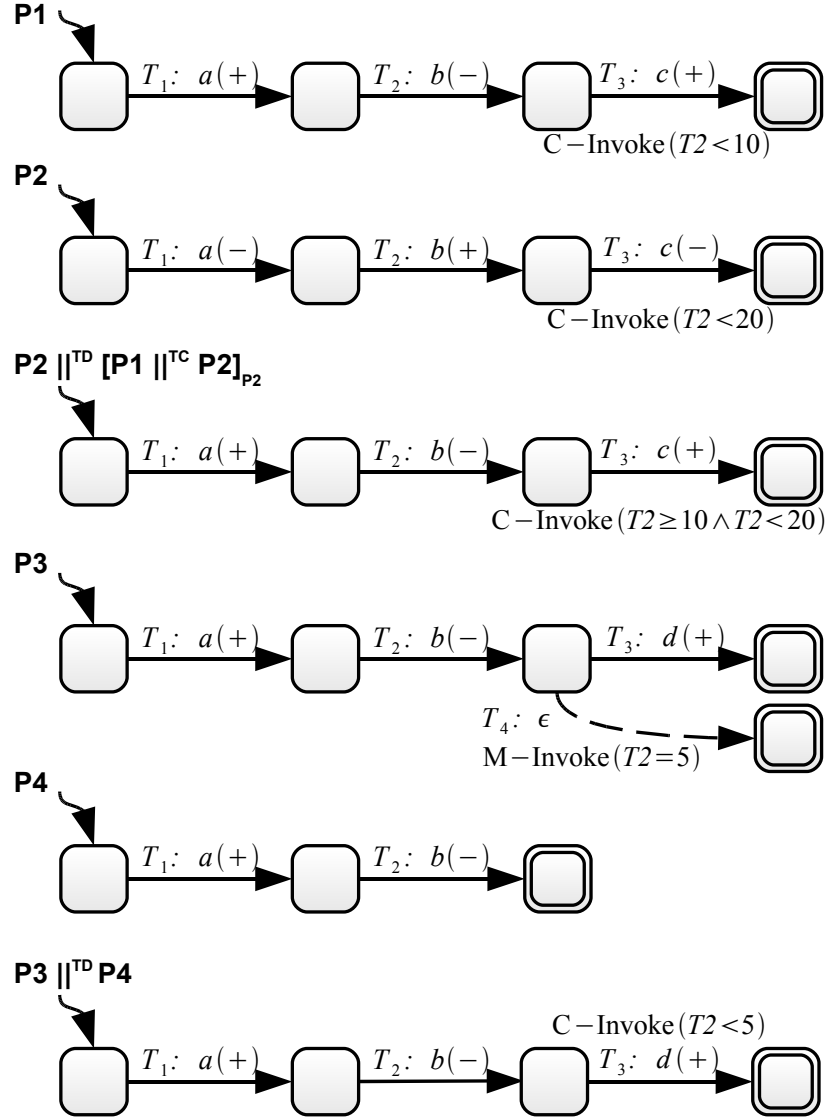 P1
T₁: a(+) T₂: b(−) T₃: c(+)
C−Invoke(T2<10)
P2
T₁: a(−) T₂: b(+) T₃: c(−)
C−Invoke(T2<20)
P2 ||^TD [P1 ||^TC P2]_P2
T₁: a(+) T₂: b(−) T₃: c(+)
C−Invoke(T2≥10∧T2<20)
P3
T₁: a(+) T₂: b(−) T₃: d(+)
T₄: ϵ
M−Invoke(T2=5)
P4
T₁: a(+) T₂: b(−)
P3 ||^TD P4
C−Invoke(T2<5)
T₁: a(+) T₂: b(−) T₃: d(+)